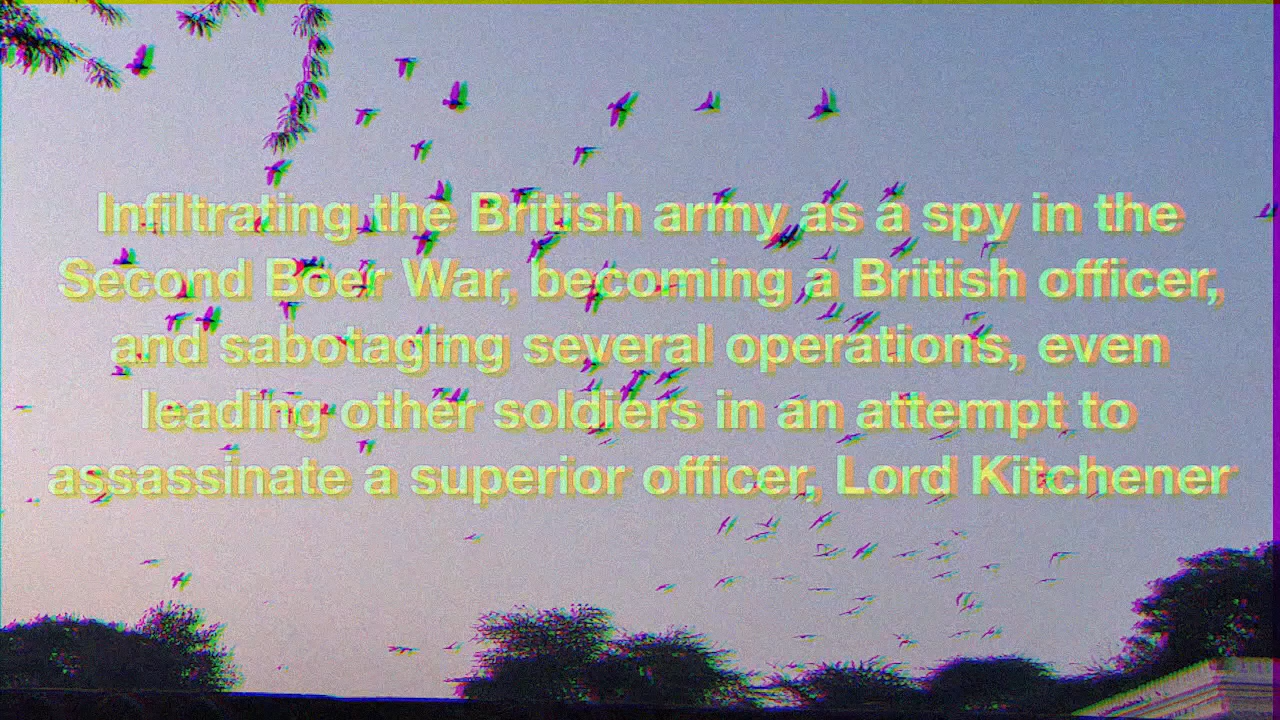 Infiltrating the British army as a spy in the
Second Boer War, becoming a British officer,
and sabotaging several operations, even
leading other soldiers in an attempt to
assassinate a superior officer, Lord Kitchener